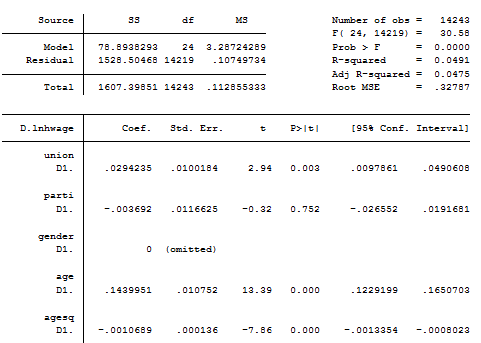 Source SS df MS Number of obs = 14243
F( 24, 14219) = 30.58
Model 78.8938293 24 3.28724289 Prob > F = 0.0000
Residual 1528.50468 14219 .10749734 R-squared = 0.0491
Adj R-squared = 0.0475
Total 1607.39851 14243 .112855333 Root MSE = .32787
D.lnhwage Coef. Std. Err. t P>|t| [95% Conf. Interval]
union
D1. .0294235 .0100184 2.94 0.003 .0097861 .0490608
parti
D1. -.003692 .0116625 -0.32 0.752 -.026552 .0191681
gender
D1. 0 (omitted)
age
D1. .1439951 .010752 13.39 0.000 .1229199 .1650703
agesq
D1. -.0010689 .000136 -7.86 0.000 -.0013354 -.0008023